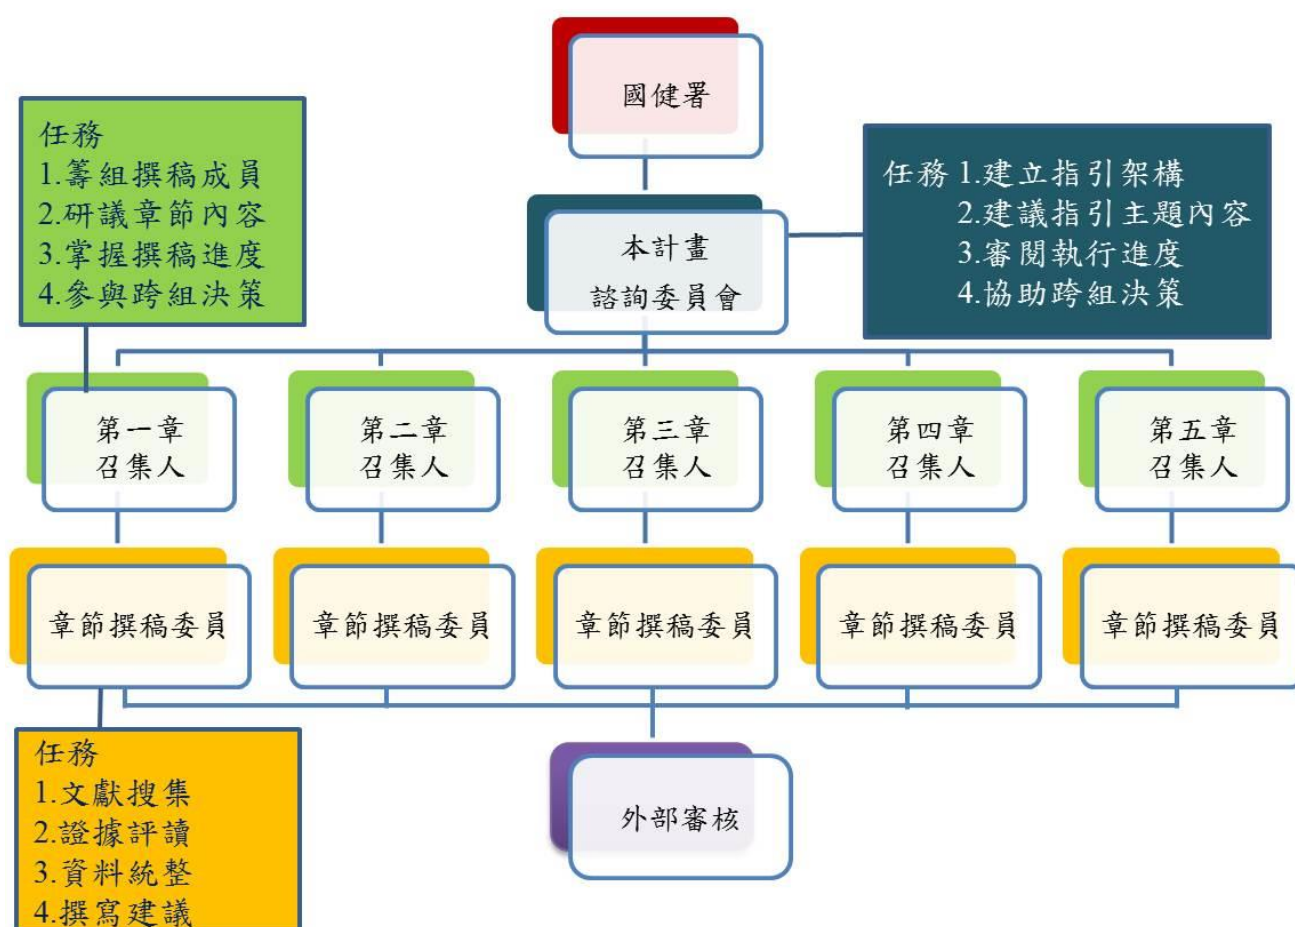 國健署
任務
1.籌組撰稿成員
2.研議章節內容
3.掌握撰稿進度
4.參與跨組決策
本計畫
諮詢委員會
任務 1.建立指引架構
2.建議指引主題內容
3.審閱執行進度
4.協助跨組決策
第一章
召集人
第二章
召集人
第三章
召集人
第四章
召集人
第五章
召集人
章節撰稿委員
章節撰稿委員
章節撰稿委員
章節撰稿委員
章節撰稿委員
任務
1.文獻搜集
2.證據評讀
3.資料統整
4.撰寫建議
外部審核